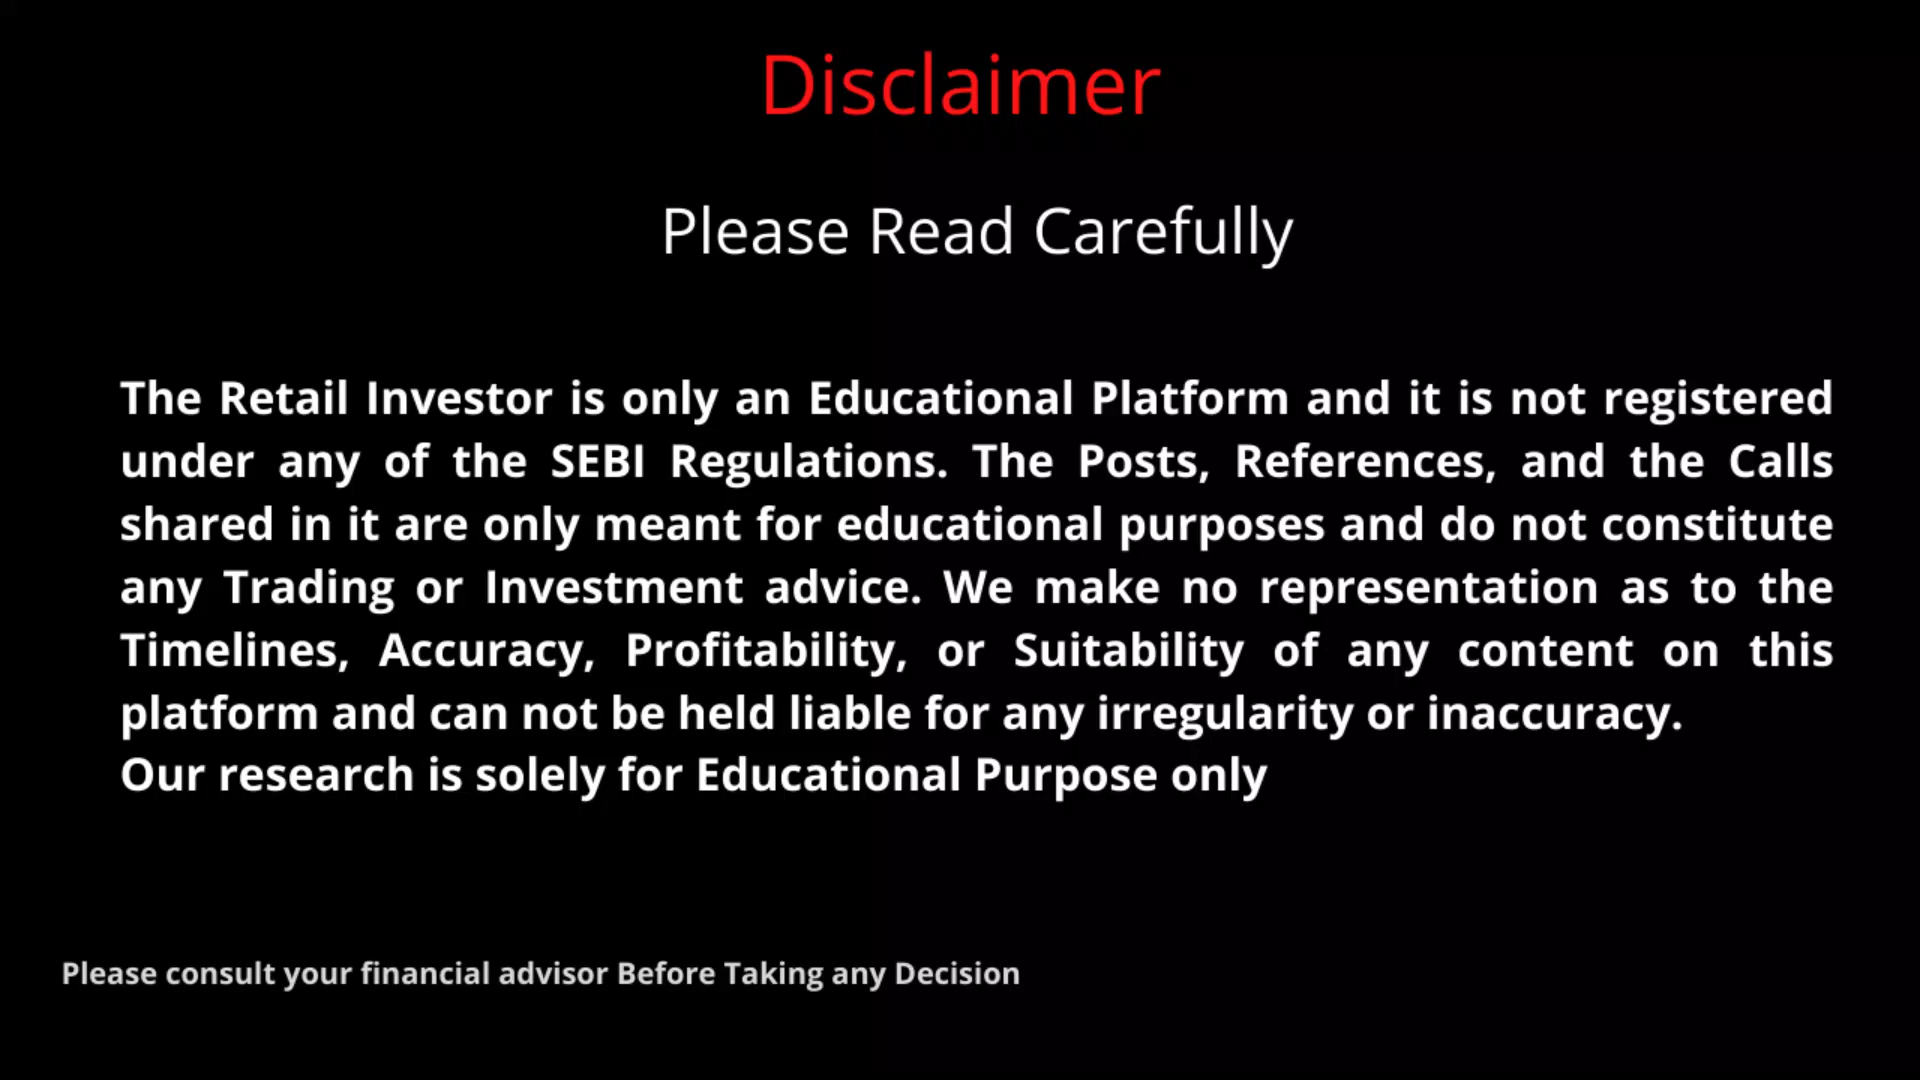 Disclaimer
Please Read Carefully
The Retail Investor is only an Educational Platform and it is not registered
under any of the SEBI Regulations. The Posts, References, and the Calls
shared in it are only meant for educational purposes and do not constitute
any Trading or Investment advice. We make no representation as to the
Timelines, Accuracy, Profitability, or Suitability of any content on this
platform and can not be held liable for any irregularity or inaccuracy.
Our research is solely for Educational Purpose only
Please consult your financial advisor Before Taking any Decision